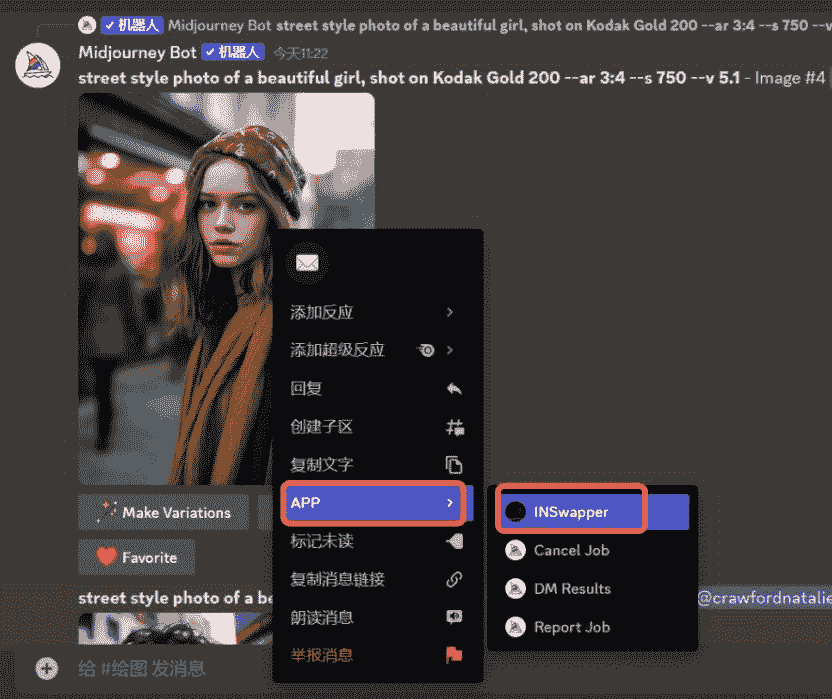 ✓机器人 Midjourney Bot street style photo of a beautiful girl, shot on Kodak Gold 200 --ar 3:4 --s 750 --v
Midjourney Bot ✓机器人 今天11:22
street style photo of a beautiful girl, shot on Kodak Gold 200 --ar 3:4 --s 750 --v 5.1 - Image #4
添加反应
添加超级反应
回复
创建子区
复制文字
APP
INSwapper
Make Variations
标记未读
Cancel Job
Favorite
复制消息链接
DM Results
street style photo of a be
@crawfordnatalie
朗读消息
Report Job
举报消息
给 #绘图 发消息